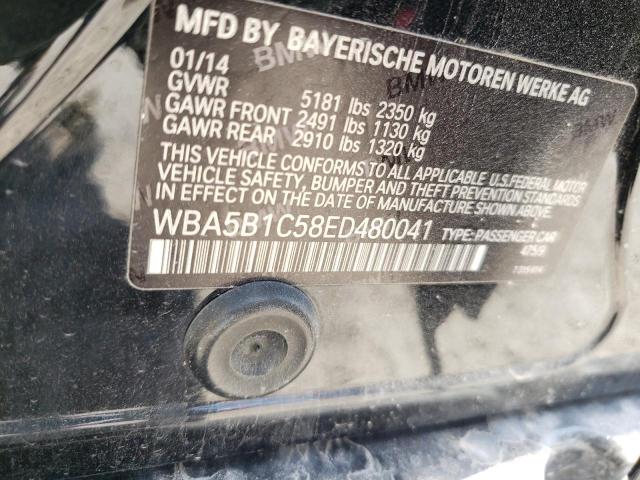 MFD BY BAYERISCHE MOTOREN WERKE AG
01/14
GVWR 5181 lbs 2350 kg
GAWR FRONT 2491 lbs 1130 kg
GAWR REAR 2910 lbs 1320 kg
THIS VEHICLE CONFORMS TO ALL APPLICABLE U.S. FEDERAL MOTOR
VEHICLE SAFETY, BUMPER AND THEFT PREVENTION STANDARDS
IN EFFECT ON THE DATE OF MANUFACTURE SHOWN ABOVE.
WBA5B1C58ED480041 TYPE: PASSENGER CAR
475/9